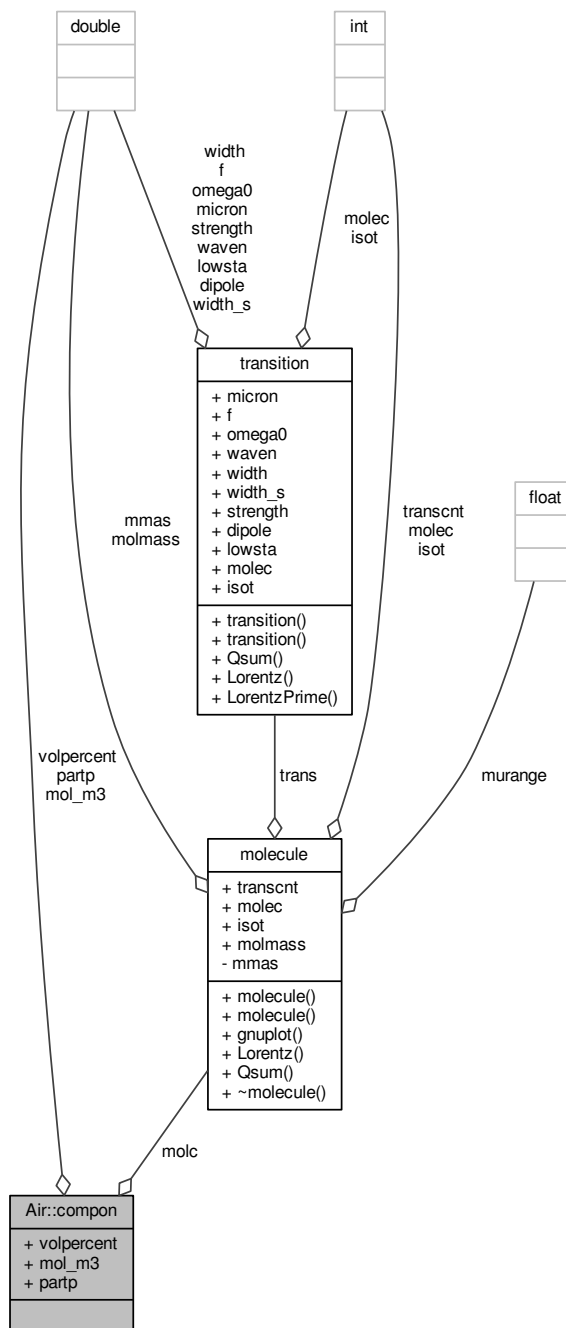 double
int
width
f
omega0
micron
strength
waven
lowsta
dipole
width_s
molec
isot
transition
+ micron
+ f
+ omega0
+ waven
+ width
+ width_s
+ strength
+ dipole
+ lowsta
+ molec
+ isot
+ transition()
+ transition()
+ Qsum()
+ Lorentz()
+ LorentzPrime()
float
mmas
molmass
transcnt
molec
isot
volpercent
partp
mol_m3
trans
murange
molecule
+ transcnt
+ molec
+ isot
+ molmass
- mmas
+ molecule()
+ molecule()
+ gnuplot()
+ Lorentz()
+ Qsum()
+ ~molecule()
molc
Air::compon
+ volpercent
+ mol_m3
+ partp